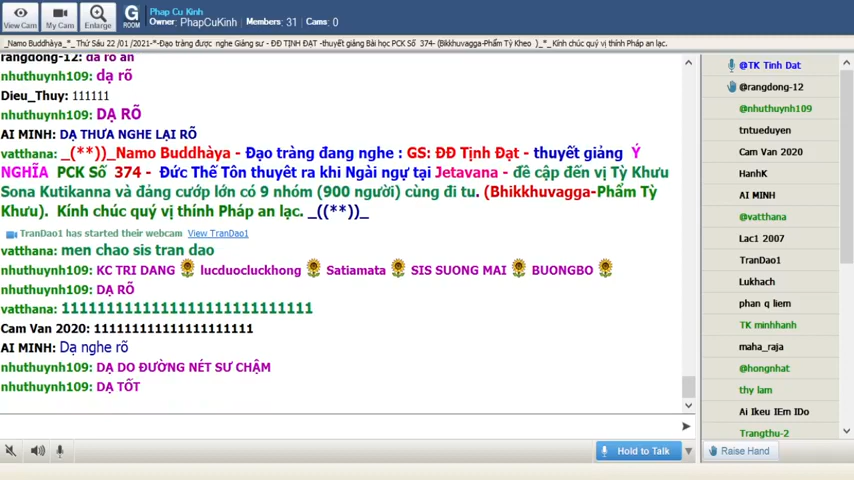 Phap Cu Kinh
Owner: PhapCuKinh Members: 31 Cams: 0
View Cam My Cam Enlarge G ROOM
_Namo Buddhàya_*_ Thứ Sáu 22 /01 /2021-*-Đạo tràng được nghe Giảng sư - ĐĐ TỊNH ĐẠT -thuyết giảng Bài học PCK Số 374- (Bikkhuvagga-Phẩm Tỳ Kheo )_*_ Kính chúc quý vị thính Pháp an lạc.
rangdong-12: da rõ ăn
nhuthuynh109: dạ rõ
Dieu_Thuy: 111111
nhuthuynh109: DẠ RÕ
AI MINH: DẠ THƯA NGHE LẠI RÕ
vatthana: _(**))_Namo Buddhàya - Đạo tràng đang nghe : GS: ĐĐ Tịnh Đạt - thuyết giảng Ý
NGHĨA PCK Số 374 - Đức Thế Tôn thuyêt ra khi Ngài ngự tại Jetavana - đề cập đến vị Tỳ Khưu
Sona Kutikanna và đảng cướp lớn có 9 nhóm (900 người) cùng đi tu. (Bhikkhuvagga-Phẩm Tỳ
Khưu). Kính chúc quý vị thính Pháp an lạc. _((**))_
TranDao1 has started their webcam View TranDao1
vatthana: men chao sis tran dao
nhuthuynh109: KC TRI DANG lucduocluckhong Satiamata SIS SUONG MAI BUONGBO
nhuthuynh109: DẠ RÕ
vatthana: 1111111111111111111111111111
Cam Van 2020: 111111111111111111111
AI MINH: Dạ nghe rõ
nhuthuynh109: DẠ DO ĐƯỜNG NÉT SƯ CHẬM
nhuthuynh109: DẠ TỐT
@TK Tinh Dat
@rangdong-12
@nhuthuynh109
tntueduyen
Cam Van 2020
HanhK
AI MINH
@vatthana
Lac1 2007
TranDao1
Lukhach
phan q liem
TK minhhanh
maha_raja
@hongnhat
thy lam
Ai Ikeu IEm IDo
Trangthu-2
Hold to Talk
Raise Hand